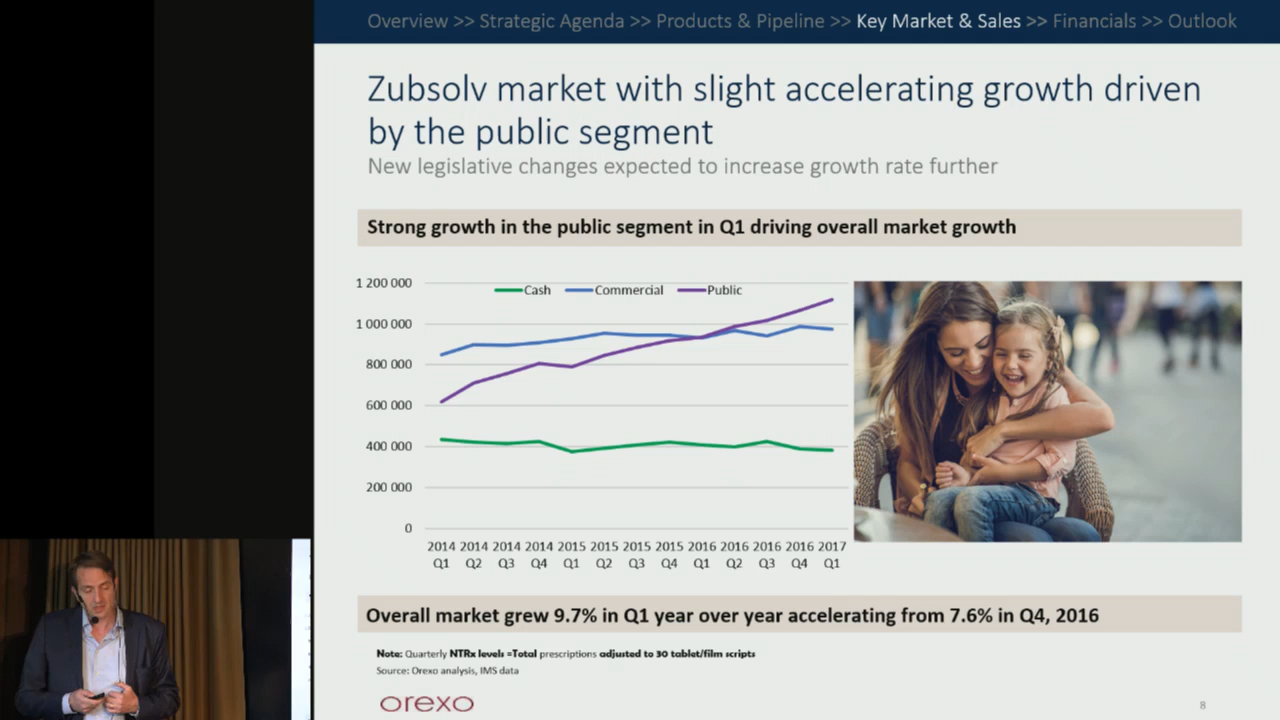 Overview >> Strategic Agenda >> Products & Pipeline >> Key Market & Sales >> Financials >> Outlook
Zubsolv market with slight accelerating growth driven
by the public segment
New legislative changes expected to increase growth rate further
Strong growth in the public segment in Q1 driving overall market growth
Cash Commercial Public
1 200 000
1 000 000
800 000
600 000
400 000
200 000
0
2014 2014 2014 2014 2015 2015 2015 2015 2016 2016 2016 2016 2017
Q1 Q2 Q3 Q4 Q1 Q2 Q3 Q4 Q1 Q2 Q3 Q4 Q1
Overall market grew 9.7% in Q1 year over year accelerating from 7.6% in Q4, 2016
Note: Quarterly NTRx levels =Total prescriptions adjusted to 30 tablet/film scripts
Source: Orexo analysis, IMS data
orexo
8